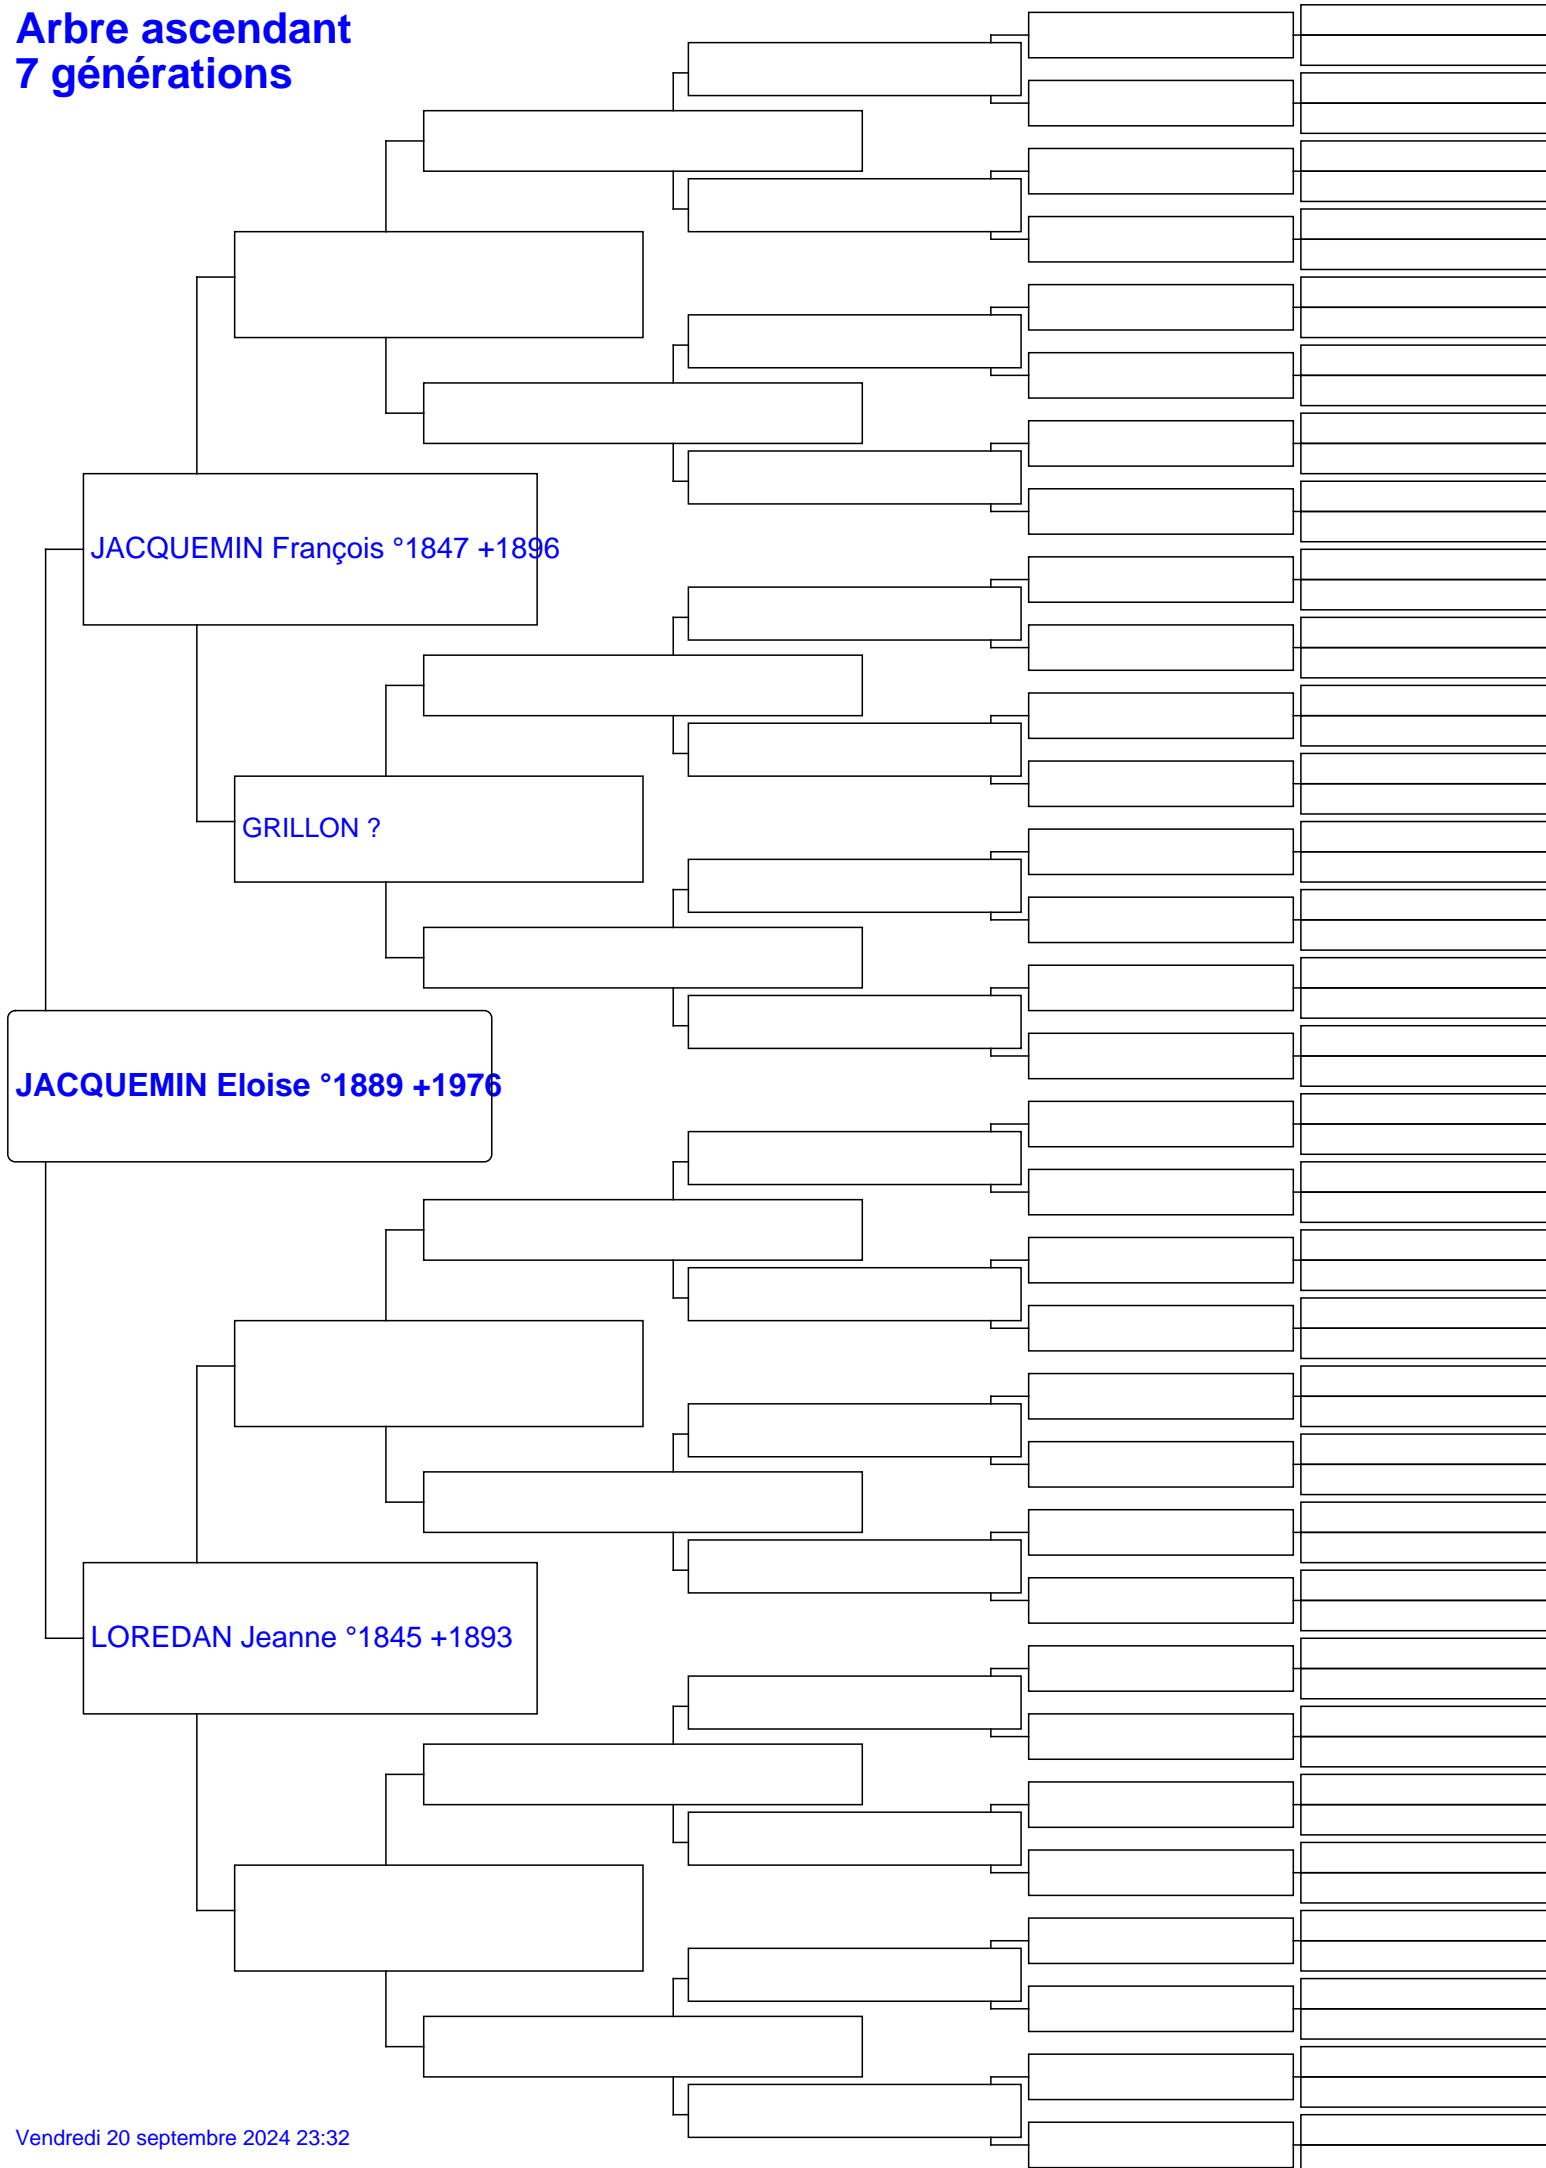 Arbre ascendant
7 générations
JACQUEMIN François °1847 +1896
GRILLON ?
JACQUEMIN Eloise °1889 +1976
LOREDAN Jeanne °1845 +1893
Vendredi 20 septembre 2024 23:32